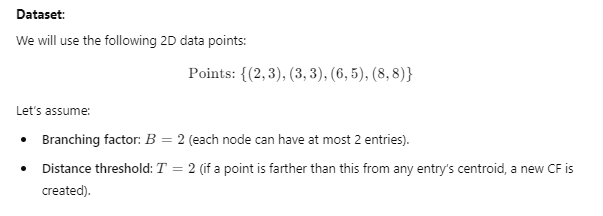 Dataset:
We will use the following 2D data points:
Points: {(2, 3), (3, 3), (6, 5), (8, 8)}
Let's assume:
• Branching factor: B = 2 (each node can have at most 2 entries).
• Distance threshold: T = 2 (if a point is farther than this from any entry's centroid, a new CF is
created).